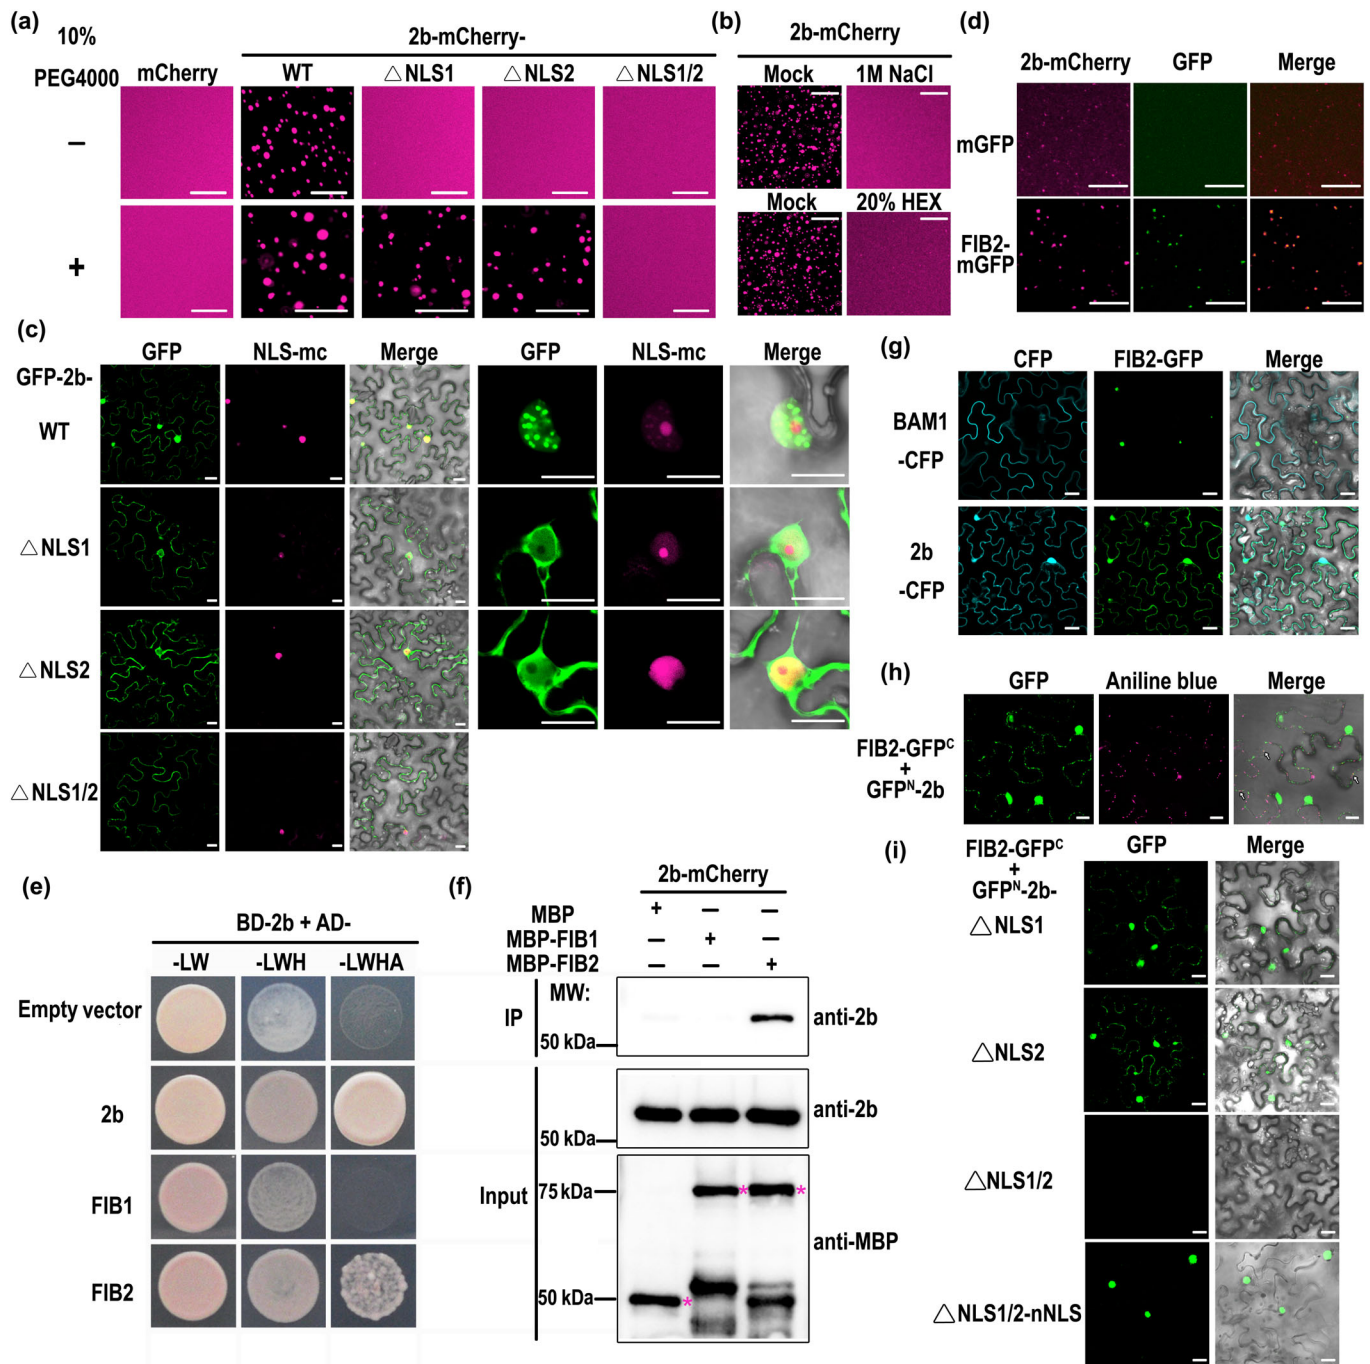 (a)
10%
PEG4000
2b-mCherry-
mCherry
WT
△NLS1
△NLS2
△NLS1/2
−
+
(b)
2b-mCherry
Mock
1M NaCl
Mock
20% HEX
(d)
2b-mCherry
GFP
Merge
mGFP
FIB2-
mGFP
(c)
GFP
NLS-mc
Merge
GFP
NLS-mc
Merge
GFP-2b-
WT
△NLS1
△NLS2
△NLS1/2
(g)
CFP
FIB2-GFP
Merge
BAM1
-CFP
2b
-CFP
(h)
GFP
Aniline blue
Merge
FIB2-GFPᶜ
+
GFPᴺ-2b
(e)
BD-2b + AD-
-LW
-LWH
-LWHA
Empty vector
2b
FIB1
FIB2
(f)
2b-mCherry
MBP + − −
MBP-FIB1 − + −
MBP-FIB2 − − +
MW:
IP
50 kDa
anti-2b
50 kDa
anti-2b
Input
75 kDa
* *
anti-MBP
50 kDa
*
(i)
FIB2-GFPᶜ
+
GFPᴺ-2b-
GFP
Merge
△NLS1
△NLS2
△NLS1/2
△NLS1/2-nNLS